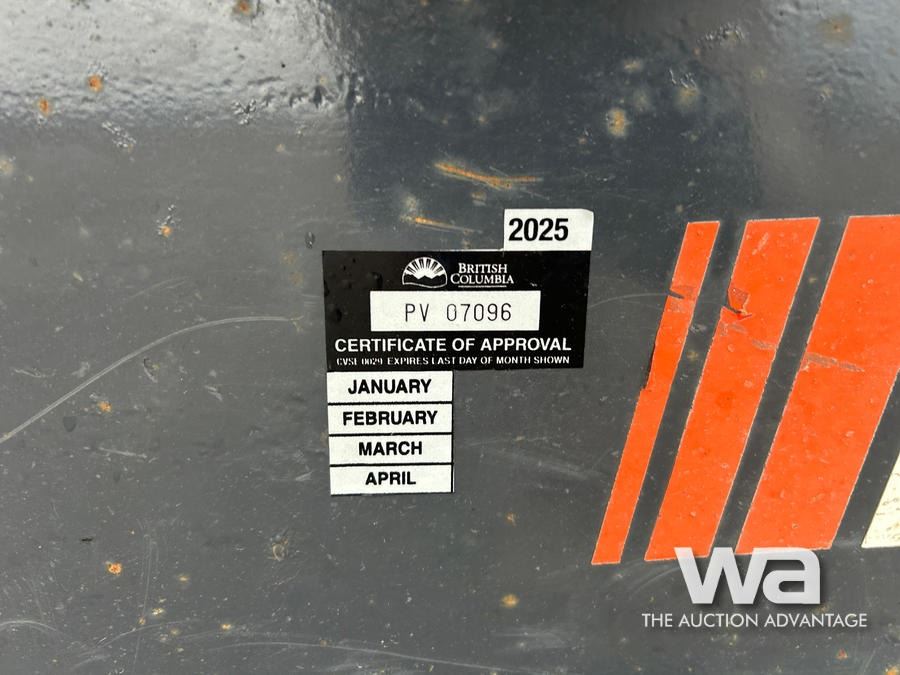 2025
BRITISH
COLUMBIA
PV 07096
CERTIFICATE OF APPROVAL
CVSE 0029 EXPIRES LAST DAY OF MONTH SHOWN
JANUARY
FEBRUARY
MARCH
APRIL
wa
THE AUCTION ADVANTAGE